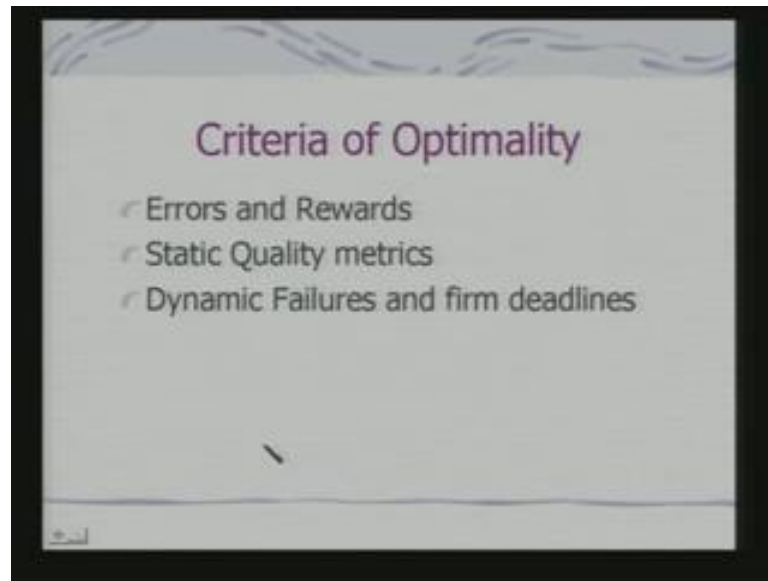 Criteria of Optimality
Errors and Rewards
Static Quality metrics
Dynamic Failures and firm deadlines